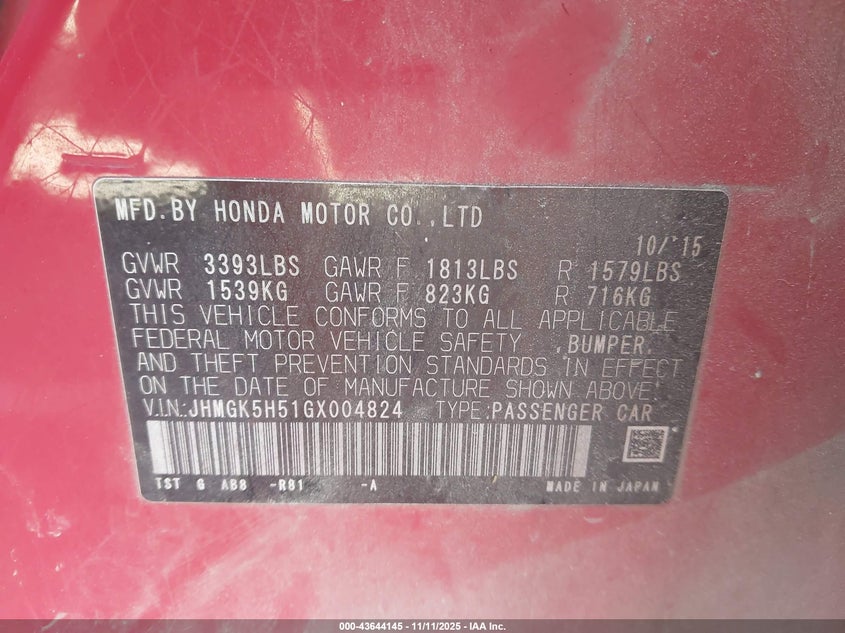 MFD.BY HONDA MOTOR CO.,LTD
10/'15
GVWR 3393LBS GAWR F 1813LBS R 1579LBS
GVWR 1539KG GAWR F 823KG R 716KG
THIS VEHICLE CONFORMS TO ALL APPLICABLE
FEDERAL MOTOR VEHICLE SAFETY ,BUMPER,
AND THEFT PREVENTION STANDARDS IN EFFECT
ON THE DATE OF MANUFACTURE SHOWN ABOVE.
V.I.N:JHMGK5H51GX004824 TYPE:PASSENGER CAR
TST G AB8 -R81 -A MADE IN JAPAN
000-43644145 - 11/11/2025 - IAA Inc.